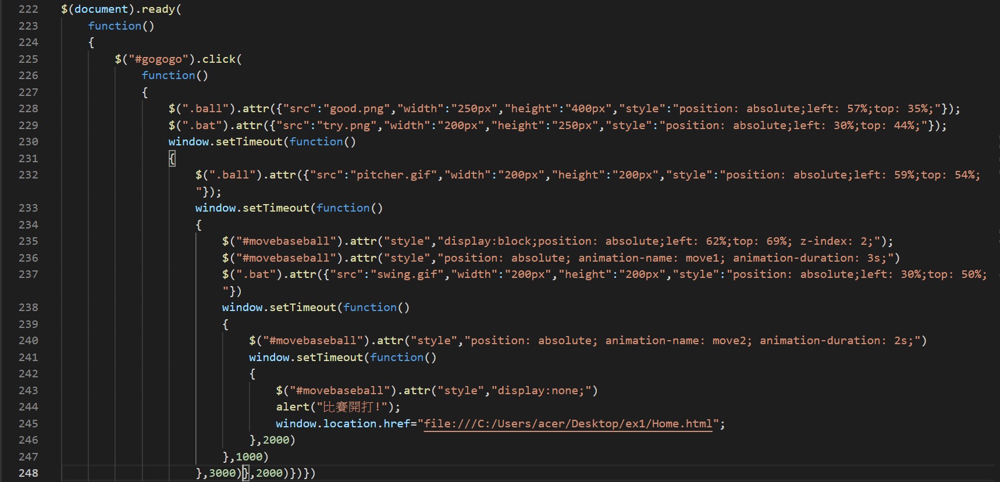 222 $(document).ready(
223 function()
224 {
225 $("#gogogo").click(
226 function()
227 {
228 $(".ball").attr({"src":"good.png","width":"250px","height":"400px","style":"position: absolute;left: 57%;top: 35%;"});
229 $(".bat").attr({"src":"try.png","width":"200px","height":"250px","style":"position: absolute;left: 30%;top: 44%;"});
230 window.setTimeout(function()
231 {
232 $(".ball").attr({"src":"pitcher.gif","width":"200px","height":"200px","style":"position: absolute;left: 59%;top: 54%;
"});
233 window.setTimeout(function()
234 {
235 $("#movebaseball").attr("style","display:block;position: absolute;left: 62%;top: 69%; z-index: 2;");
236 $("#movebaseball").attr("style","position: absolute; animation-name: move1; animation-duration: 3s;")
237 $(".bat").attr({"src":"swing.gif","width":"200px","height":"200px","style":"position: absolute;left: 30%;top: 50%;
"})
238 window.setTimeout(function()
239 {
240 $("#movebaseball").attr("style","position: absolute; animation-name: move2; animation-duration: 2s;")
241 window.setTimeout(function()
242 {
243 $("#movebaseball").attr("style","display:none;")
244 alert("比賽開打!");
245 window.location.href="file:///C:/Users/acer/Desktop/ex1/Home.html";
246 },2000)
247 },1000)
248 },3000)},2000)})})